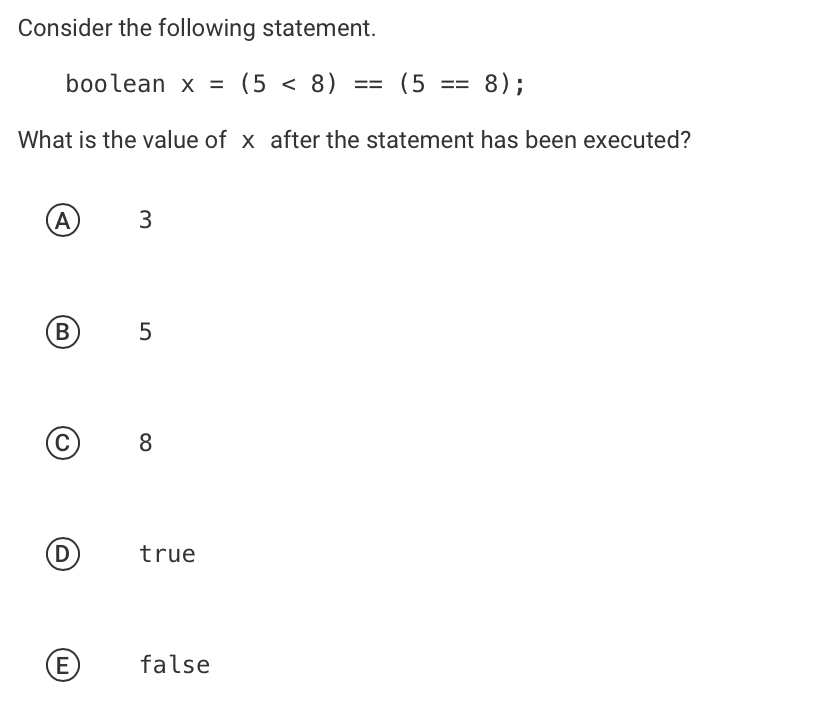 Consider the following statement.
boolean x = (5 < 8) == (5 == 8);
What is the value of x after the statement has been executed?
A 3
B 5
C 8
D true
E false